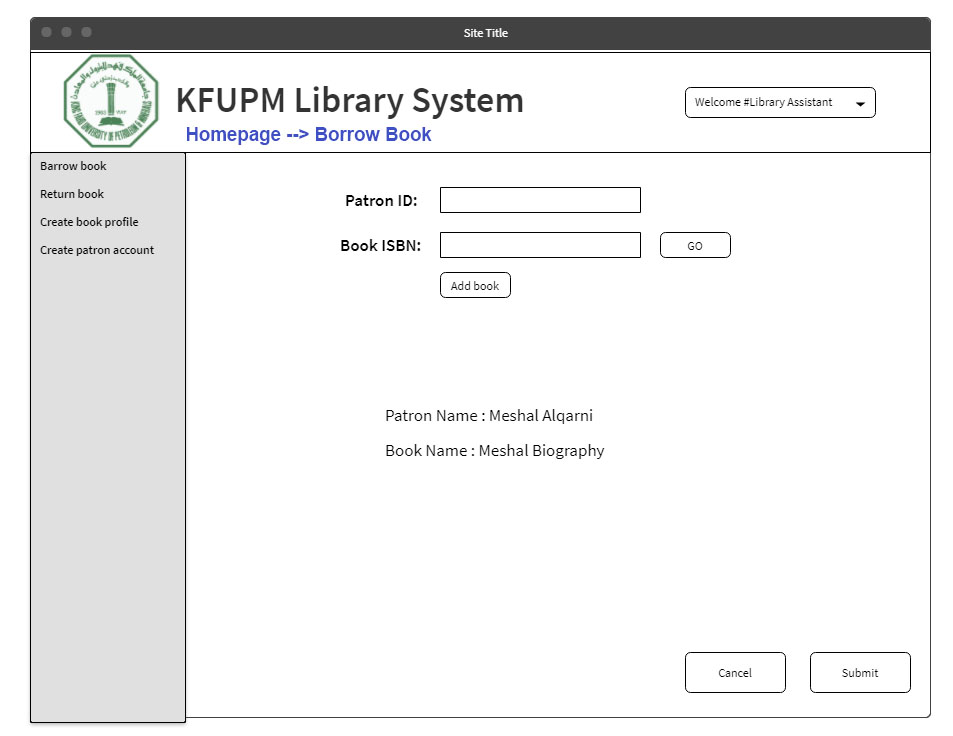 Site Title
KFUPM Library System
Homepage --> Borrow Book
Welcome #Library Assistant
Barrow book
Return book
Create book profile
Create patron account
Patron ID:
Book ISBN:
GO
Add book
Patron Name : Meshal Alqarni
Book Name : Meshal Biography
Cancel
Submit